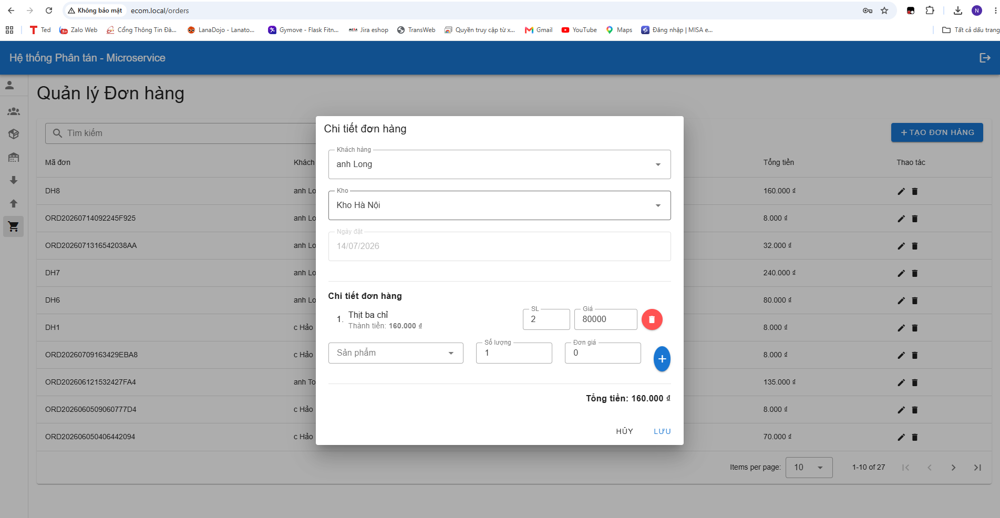 Không bảo mật ecom.local/orders N
Ted Zalo Web Cổng Thông Tin Đà... LanaDojo - Lanato... Gymove - Flask Fitn... MISA Jira eshop TransWeb Quyền truy cập từ x... Gmail YouTube Maps Đăng nhập | MISA e... Tất cả dấu trang
Hệ thống Phân tán - Microservice
Quản lý Đơn hàng
Tìm kiếm
+ TẠO ĐƠN HÀNG
Mã đơn Khách Tổng tiền Thao tác
DH8 anh Lo 160.000 ₫
ORD20260714092245F925 anh Lo 8.000 ₫
ORD2026071316542038AA anh Lo 32.000 ₫
DH7 anh Lo 240.000 ₫
DH6 anh Lo 80.000 ₫
DH1 c Hảo 8.000 ₫
ORD20260709163429EBA8 c Hảo 8.000 ₫
ORD202606121532427FA4 anh To 135.000 ₫
ORD2026060509060777D4 c Hảo 8.000 ₫
ORD202606050406442094 c Hảo 70.000 ₫
Items per page: 10 1-10 of 27
Chi tiết đơn hàng
Khách hàng
anh Long
Kho
Kho Hà Nội
Ngày đặt
14/07/2026
Chi tiết đơn hàng
1. Thịt ba chỉ
Thành tiền: 160.000 ₫
SL
2
Giá
80000
Sản phẩm
Số lượng
1
Đơn giá
0
Tổng tiền: 160.000 ₫
HỦY LƯU